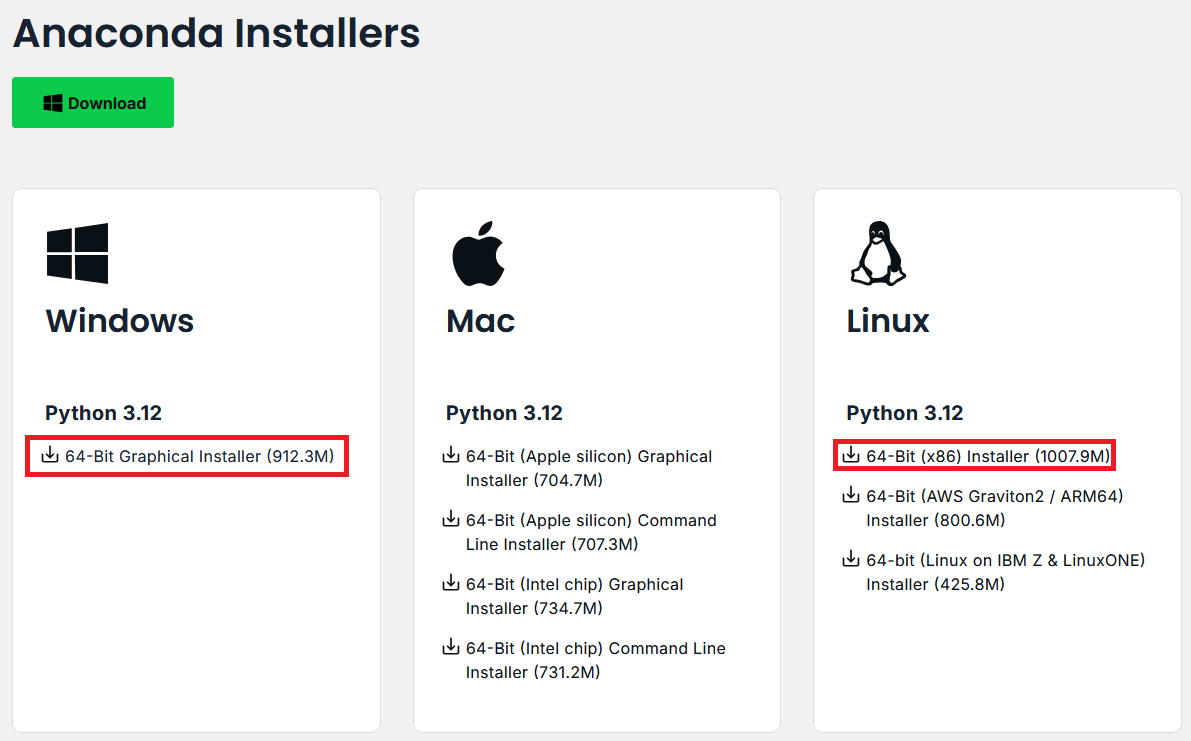 Anaconda Installers
Download
Windows
Python 3.12
64-Bit Graphical Installer (912.3M)
Mac
Python 3.12
64-Bit (Apple silicon) Graphical
Installer (704.7M)
64-Bit (Apple silicon) Command
Line Installer (707.3M)
64-Bit (Intel chip) Graphical
Installer (734.7M)
64-Bit (Intel chip) Command Line
Installer (731.2M)
Linux
Python 3.12
64-Bit (x86) Installer (1007.9M)
64-Bit (AWS Graviton2 / ARM64)
Installer (800.6M)
64-bit (Linux on IBM Z & LinuxONE)
Installer (425.8M)